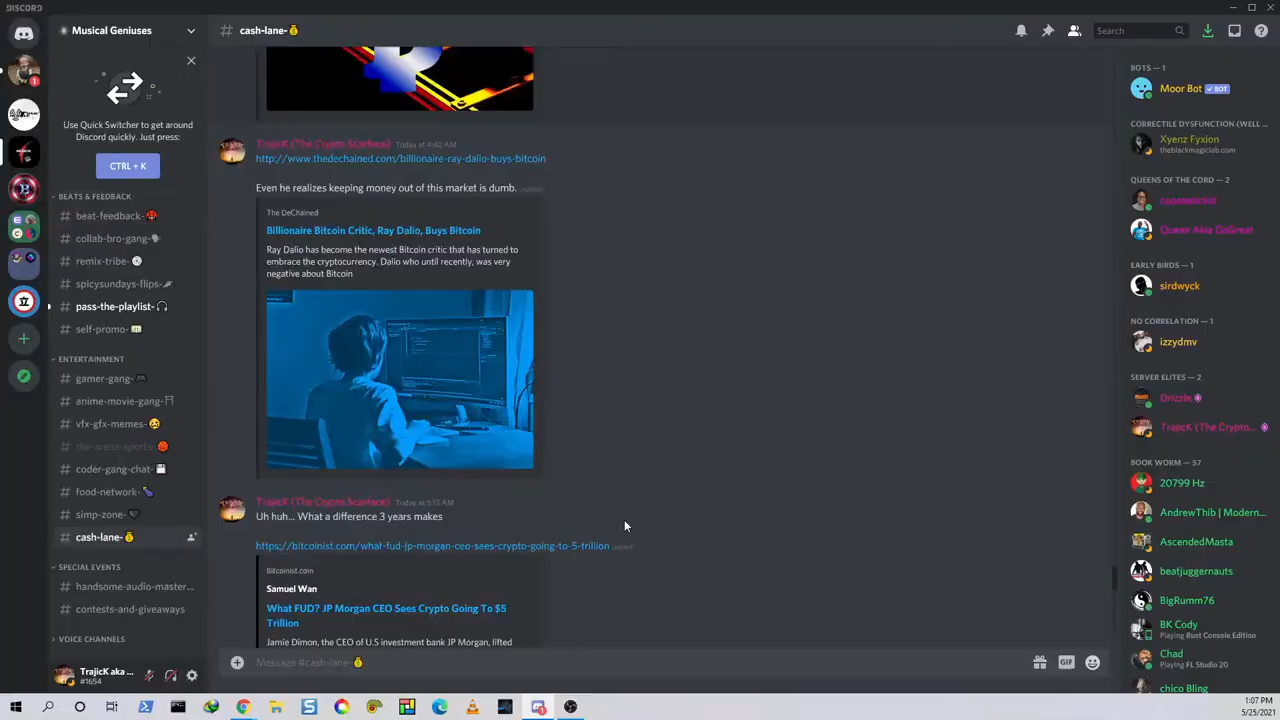 DISCORD
Musical Geniuses
# cash-lane-💰
Search
Use Quick Switcher to get around
Discord quickly. Just press:
CTRL + K
BEATS & FEEDBACK
# beat-feedback-
# collab-bro-gang-
# remix-tribe-
# spicysundays-flips-
# pass-the-playlist-
# self-promo-
ENTERTAINMENT
# gamer-gang-
# anime-movie-gang-
# vfx-gfx-memes-
# coder-gang-chat-
# food-network-
# simp-zone-
# cash-lane-💰
SPECIAL EVENTS
# handsome-audio-master...
# contests-and-giveaways
VOICE CHANNELS
TrajicK aka ...
#1654
TrajicK (The Crypto Scarface) Today at 4:42 AM
http://www.thedechained.com/billionaire-ray-dalio-buys-bitcoin
Even he realizes keeping money out of this market is dumb. (edited)
The DeChained
Billionaire Bitcoin Critic, Ray Dalio, Buys Bitcoin
Ray Dalio has become the newest Bitcoin critic that has turned to
embrace the cryptocurrency. Dalio who until recently, was very
negative about Bitcoin
TrajicK (The Crypto Scarface) Today at 5:13 AM
Uh huh... What a difference 3 years makes
https://bitcoinist.com/what-fud-jp-morgan-ceo-sees-crypto-going-to-5-trillion (edited)
Bitcoinist.com
Samuel Wan
What FUD? JP Morgan CEO Sees Crypto Going To $5
Trillion
Jamie Dimon, the CEO of U.S investment bank JP Morgan, lifted
Message #cash-lane-💰
GIF
BOTS — 1
Moor Bot ✓ BOT
CORRECTILE DYSFUNCTION (WELL ...
Xyenz Fyxion
theblackmagiclab.com
QUEENS OF THE CORD — 2
Queen Akia DaGreat
EARLY BIRDS — 1
sirdwyck
NO CORRELATION — 1
izzydmv
SERVER ELITES — 2
Drizzle
TrajicK (The Crypto...
BOOK WORM — 57
20799 Hz
AndrewThib | Modern...
AscendedMasta
beatjuggernauts
BigRumm76
BK Cody
Playing Rust Console Edition
Chad
Playing FL Studio 20
chico Bling
1:07 PM
5/25/2021